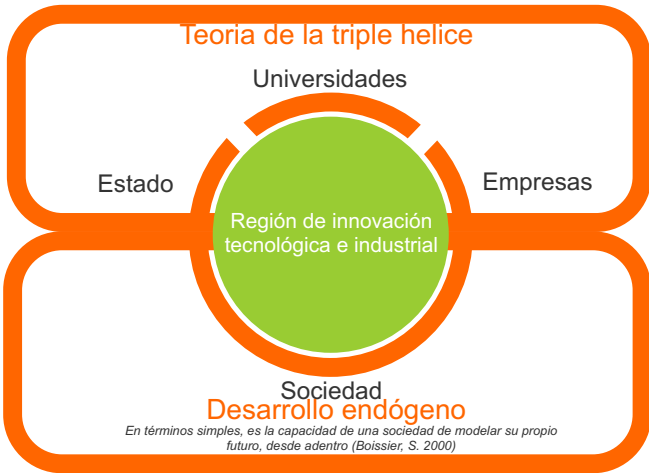 Teoria de la triple helice
Universidades
Estado
Empresas
Región de innovación
tecnológica e industrial
Sociedad
Desarrollo endógeno
En términos simples, es la capacidad de una sociedad de modelar su propio
futuro, desde adentro (Boissier, S. 2000)